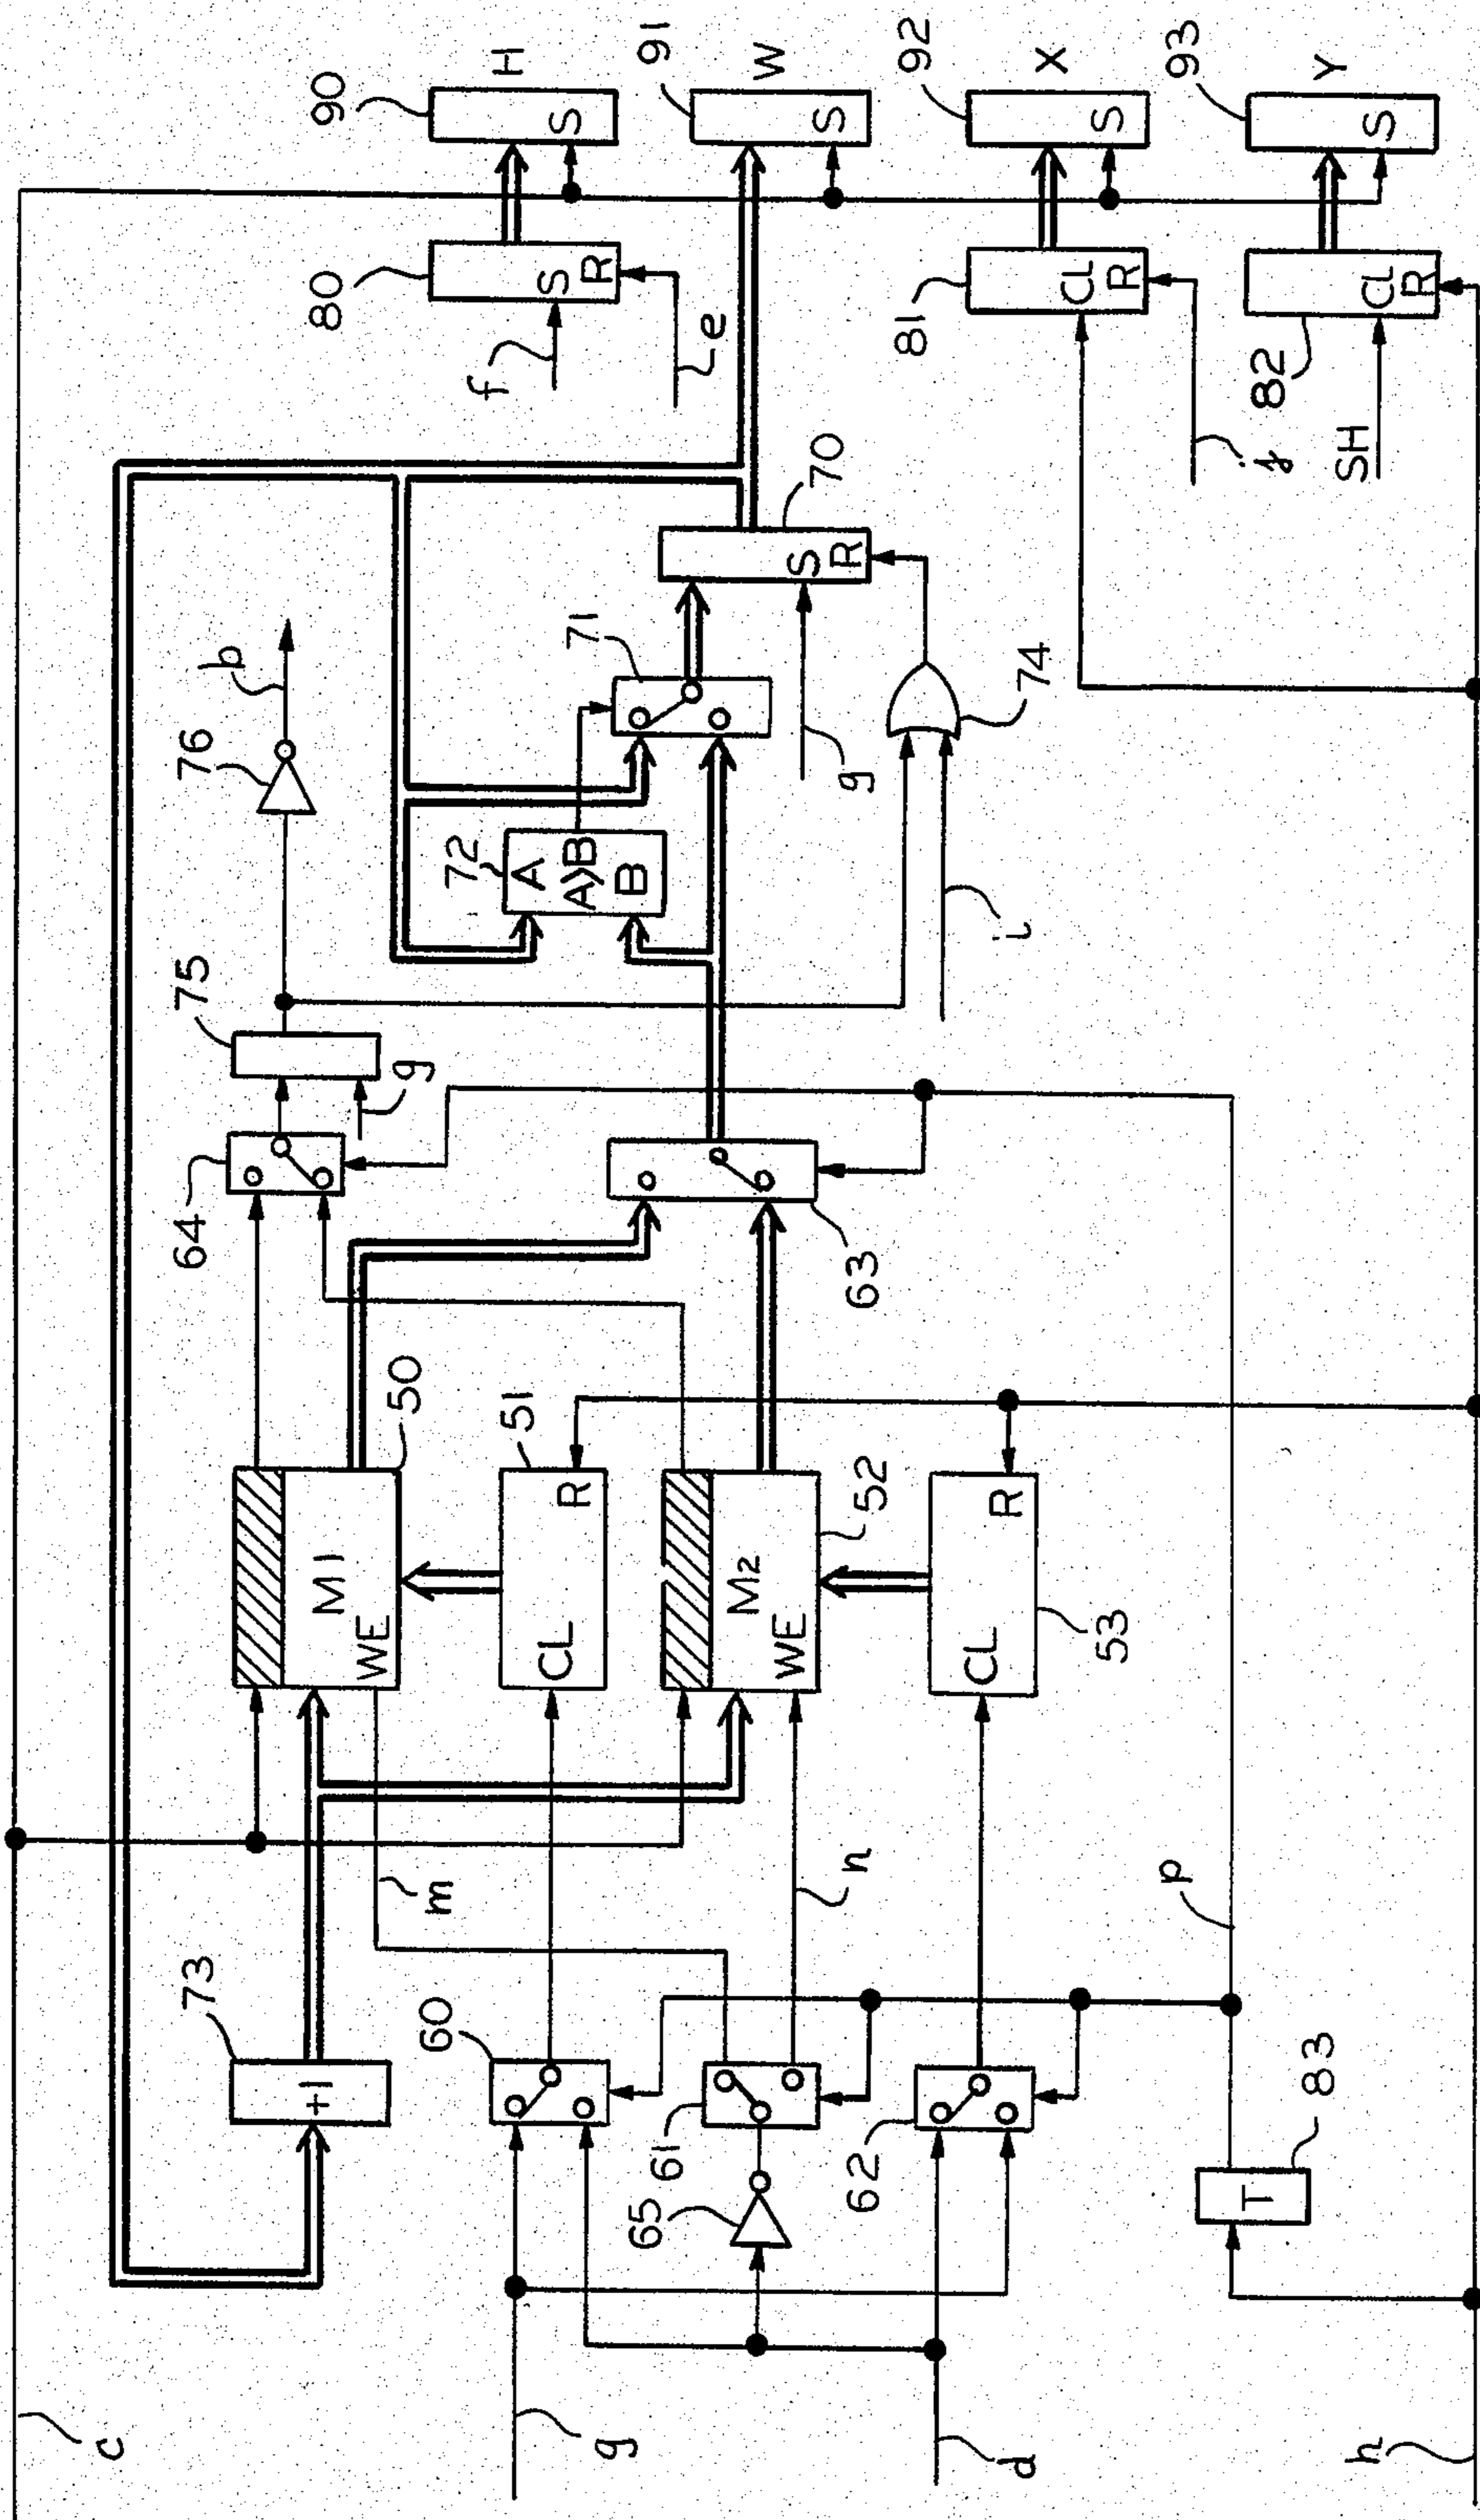 c
73
64
75
76
b
+1
M1
WE
50
g
m
80
90
60
51
CL
R
72
A
A>B
B
71
f
S
R
e
S
H
g
65
61
52
M2
WE
n
63
70
S
R
g
91
W
S
62
53
CL
R
i
74
81
CL
R
j
92
X
S
d
p
T
83
82
CL
R
SH
93
Y
S
h